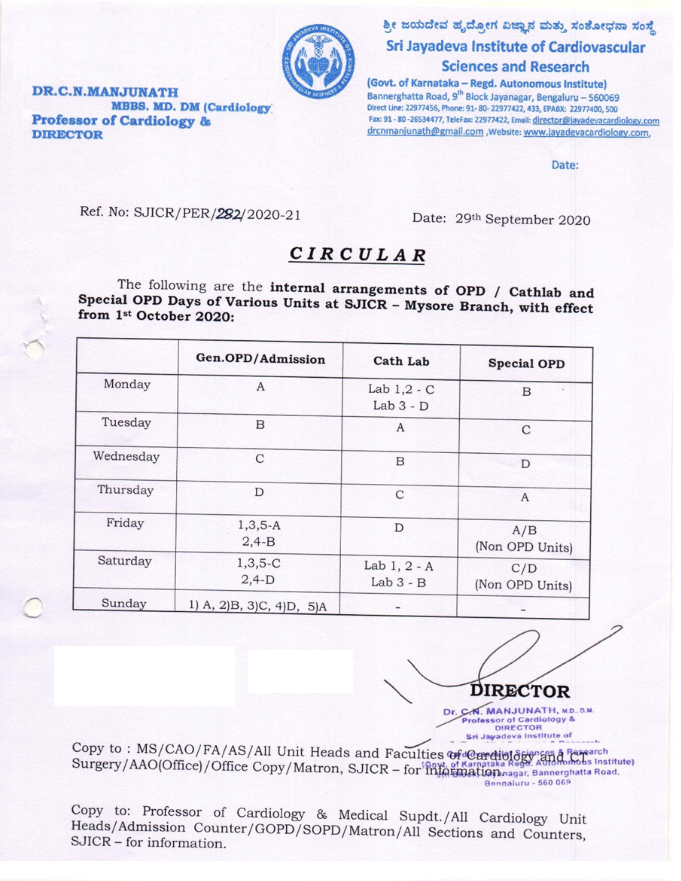 ಶ್ರೀ ಜಯದೇವ ಹೃದ್ರೋಗ ವಿಜ್ಞಾನ ಮತ್ತು ಸಂಶೋಧನಾ ಸಂಸ್ಥೆ
Sri Jayadeva Institute of Cardiovascular
Sciences and Research
(Govt. of Karnataka – Regd. Autonomous Institute)
Bannerghatta Road, 9th Block Jayanagar, Bengaluru – 560069
Direct Line: 22977456, Phone: 91- 80- 22977422, 433, EPABX: 22977400, 500
Fax: 91 - 80 -26534477, TeleFax: 22977422, Email: director@jayadevacardiology.com
drcnmanjunath@gmail.com ,Website: www.jayadevacardiology.com,
DR.C.N.MANJUNATH
MBBS. MD. DM (Cardiology
Professor of Cardiology &
DIRECTOR
Date:
Ref. No: SJICR/PER/282/2020-21
Date: 29th September 2020
CIRCULAR
The following are the internal arrangements of OPD / Cathlab and
Special OPD Days of Various Units at SJICR – Mysore Branch, with effect
from 1st October 2020:
Gen.OPD/Admission Cath Lab Special OPD
Monday A Lab 1,2 - C B
Lab 3 - D
Tuesday B A C
Wednesday C B D
Thursday D C A
Friday 1,3,5-A D A/B
2,4-B (Non OPD Units)
Saturday 1,3,5-C Lab 1, 2 - A C/D
2,4-D Lab 3 - B (Non OPD Units)
Sunday 1) A, 2)B, 3)C, 4)D, 5)A - -
DIRECTOR
Dr. C.N. MANJUNATH, M.D., D.M.
Professor of Cardiology &
DIRECTOR
Sri Jayadeva Institute of
Copy to : MS/CAO/FA/AS/All Unit Heads and Faculties of Cardiology and CT
Surgery/AAO(Office)/Office Copy/Matron, SJICR – for Information.
Sciences & Research
(Govt. of Karnataka Regd. Autonomous Institute)
Bannerghatta Road,
Bengaluru - 560 069
Copy to: Professor of Cardiology & Medical Supdt./All Cardiology Unit
Heads/Admission Counter/GOPD/SOPD/Matron/All Sections and Counters,
SJICR – for information.